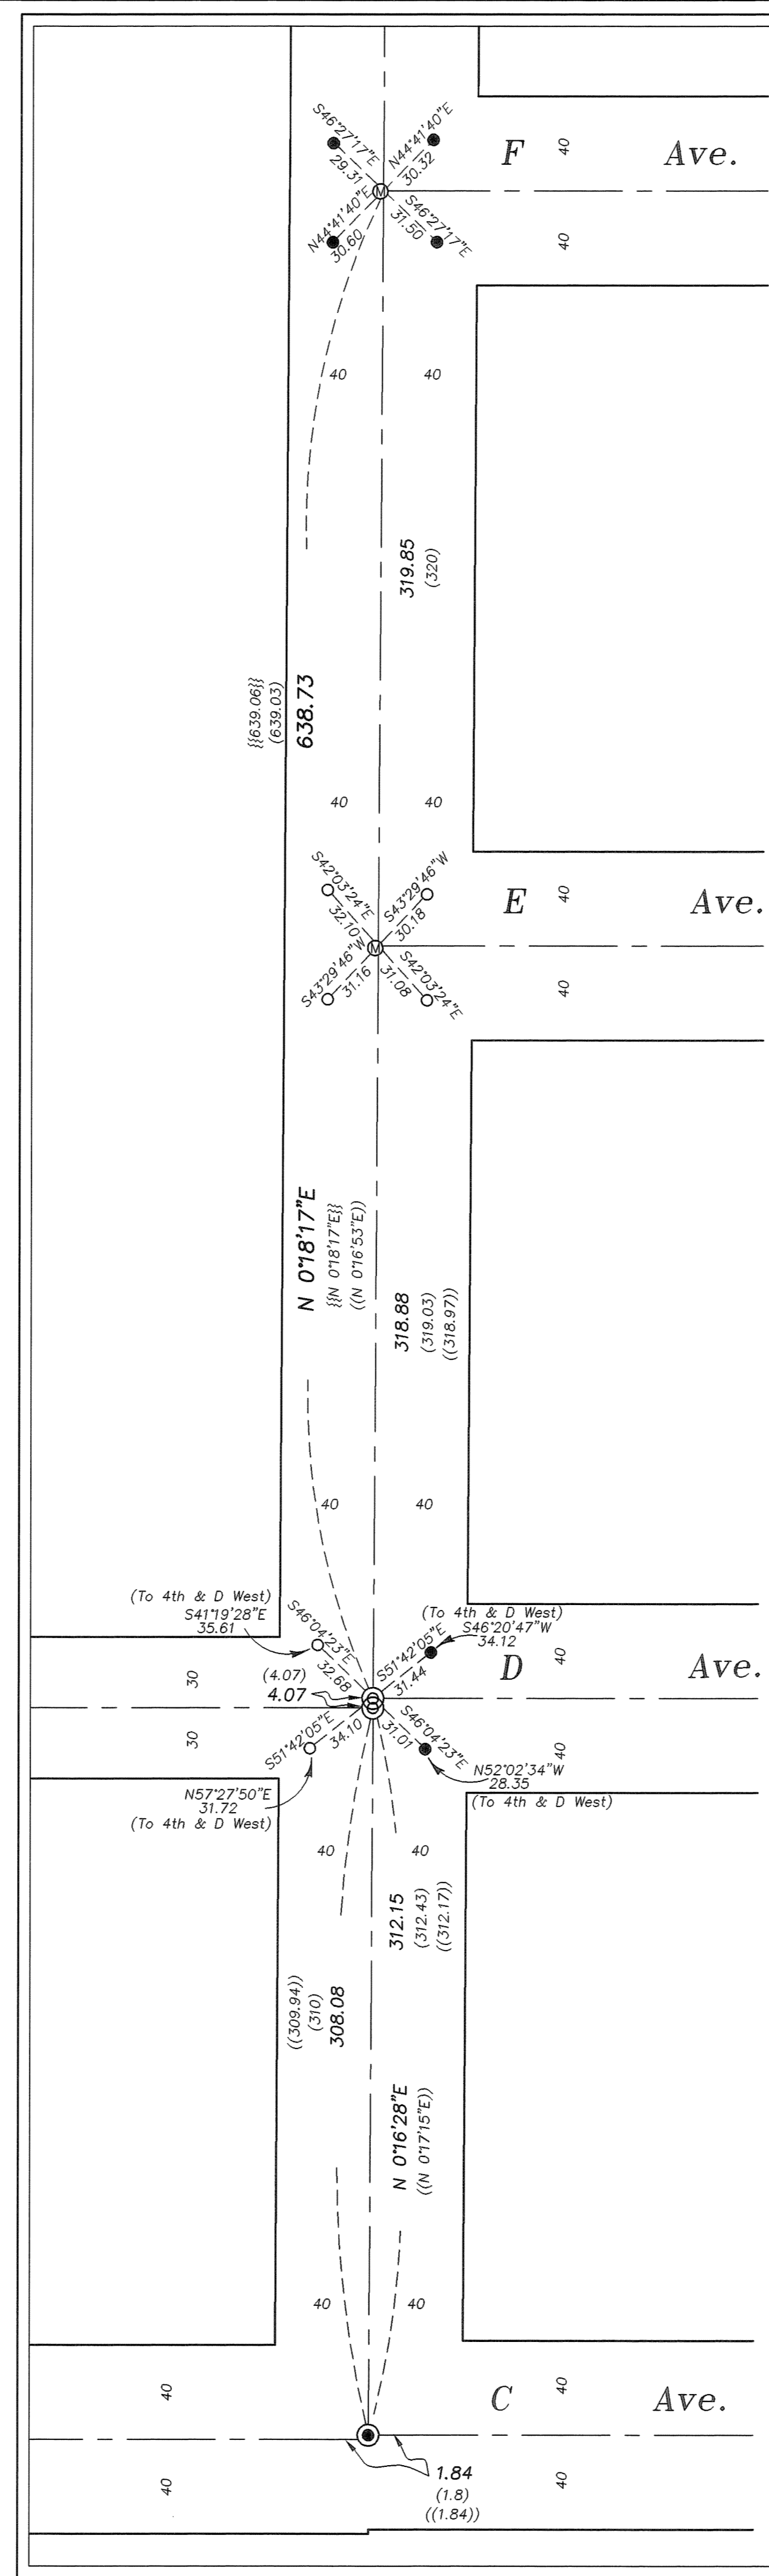 S46°27'17"E
29.31
N44°41'40"E
30.32
F Ave.
40
40
N44°41'40"E
30.60
S46°27'17"E
31.50
40
40
319.85
(320)
{{639.06}}
(639.03)
638.73
40
40
S42°03'24"E
32.10
S43°29'46"W
30.18
E Ave.
40
40
S43°29'46"W
31.16
S42°03'24"E
31.08
N 0°18'17"E
{{N 0°18'17"E}}
((N 0°16'53"E))
318.88
(319.03)
((318.97))
40
40
(To 4th & D West)
S41°19'28"E
35.61
S46°04'23"E
32.68
(To 4th & D West)
S46°20'47"W
34.12
S51°42'05"E
31.44
D Ave.
40
40
30
30
(4.07)
4.07
S51°42'05"E
34.10
S46°04'23"E
31.01
N57°27'50"E
31.72
(To 4th & D West)
N52°02'34"W
28.35
(To 4th & D West)
40
40
312.15
(312.43)
((312.17))
((309.94))
(310)
308.08
N 0°16'28"E
((N 0°17'15"E))
40
40
C Ave.
40
40
40
40
1.84
(1.8)
((1.84))